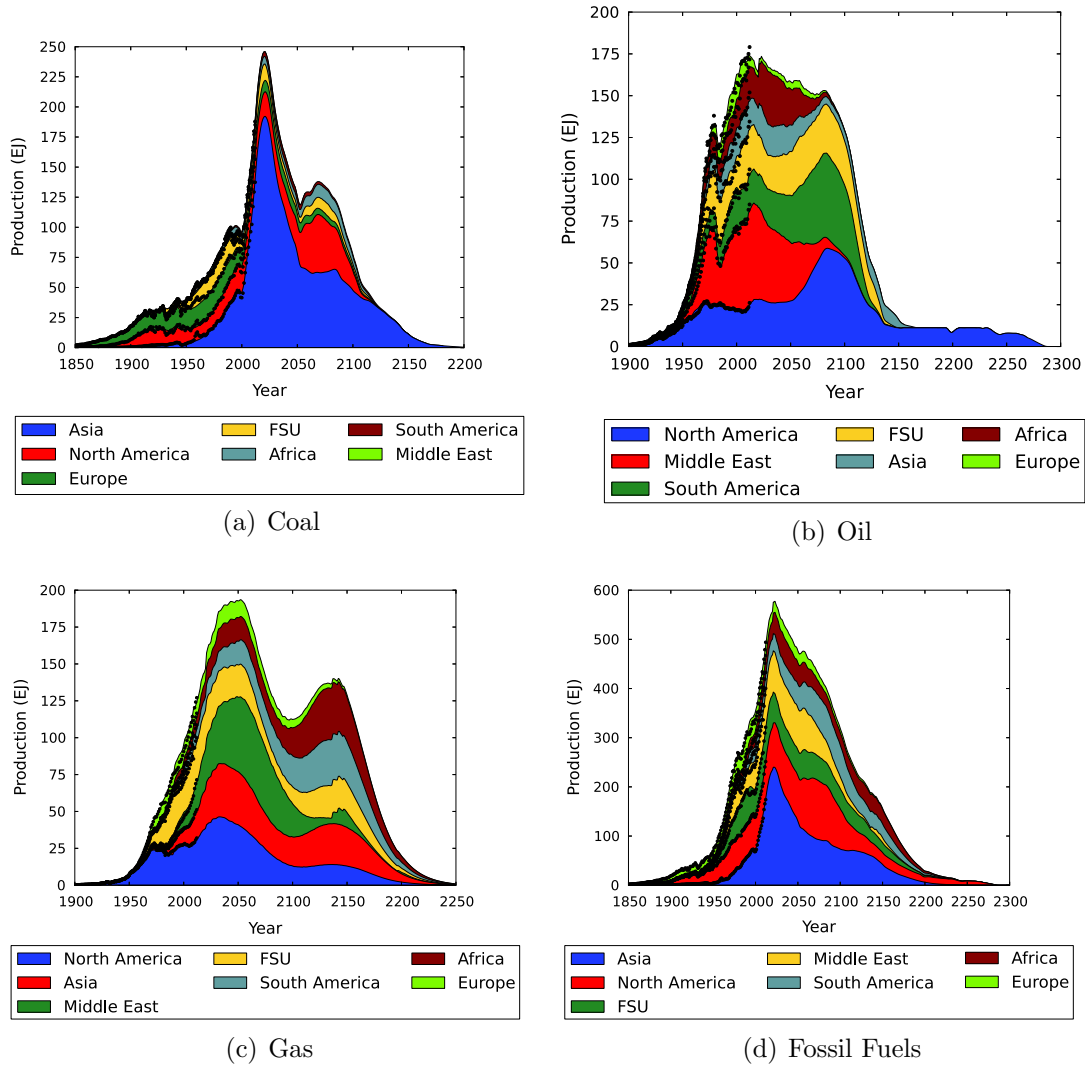 250
200
150
100
50
0
225
175
125
75
25
Production (EJ)
1850 1900 1950 2000 2050 2100 2150 2200
Year
Asia FSU South America
North America Africa Middle East
Europe
(a) Coal
200
175
150
125
100
75
50
25
0
Production (EJ)
1900 1950 2000 2050 2100 2150 2200 2250 2300
Year
North America FSU Africa
Middle East Asia Europe
South America
(b) Oil
200
175
150
125
100
75
50
25
0
Production (EJ)
1900 1950 2000 2050 2100 2150 2200 2250
Year
North America FSU Africa
Asia South America Europe
Middle East
(c) Gas
600
500
400
300
200
100
0
Production (EJ)
1850 1900 1950 2000 2050 2100 2150 2200 2250 2300
Year
Asia Middle East Africa
North America South America Europe
FSU
(d) Fossil Fuels